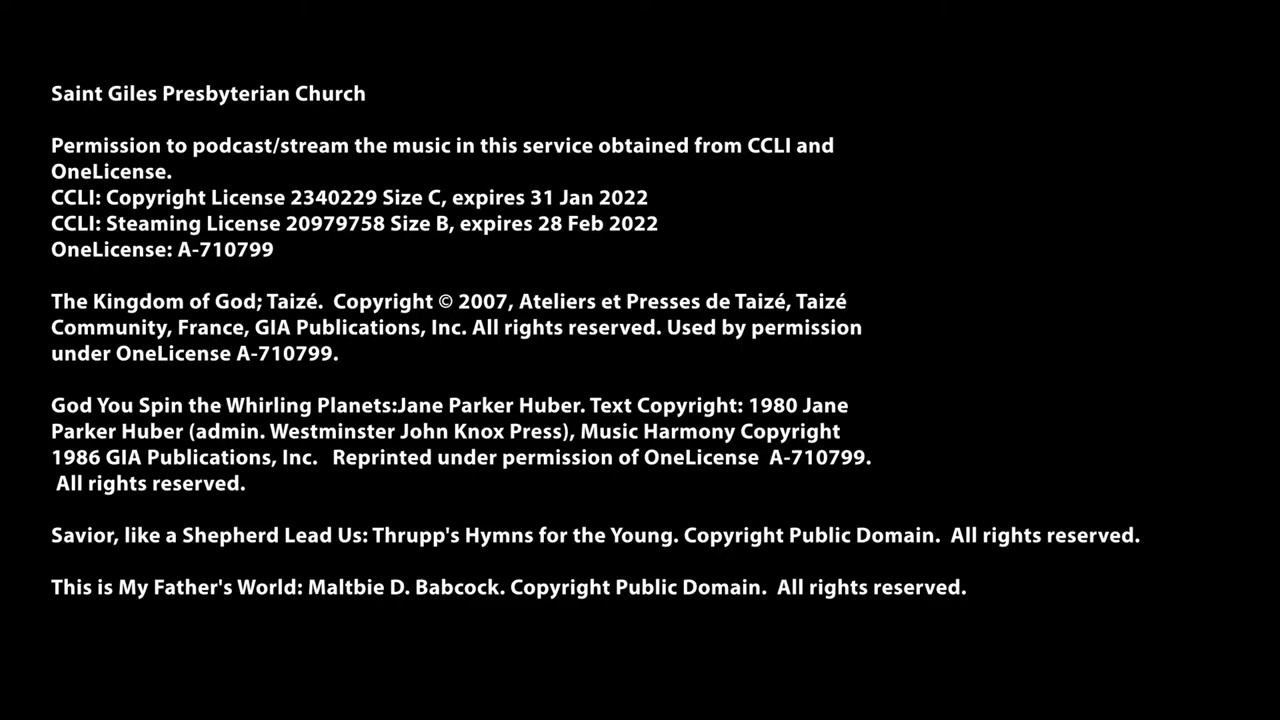 Saint Giles Presbyterian Church
Permission to podcast/stream the music in this service obtained from CCLI and
OneLicense.
CCLI: Copyright License 2340229 Size C, expires 31 Jan 2022
CCLI: Steaming License 20979758 Size B, expires 28 Feb 2022
OneLicense: A-710799
The Kingdom of God; Taizé.  Copyright © 2007, Ateliers et Presses de Taizé, Taizé
Community, France, GIA Publications, Inc. All rights reserved. Used by permission
under OneLicense A-710799.
God You Spin the Whirling Planets:Jane Parker Huber. Text Copyright: 1980 Jane
Parker Huber (admin. Westminster John Knox Press), Music Harmony Copyright
1986 GIA Publications, Inc.   Reprinted under permission of OneLicense  A-710799.
All rights reserved.
Savior, like a Shepherd Lead Us: Thrupp's Hymns for the Young. Copyright Public Domain.  All rights reserved.
This is My Father's World: Maltbie D. Babcock. Copyright Public Domain.  All rights reserved.